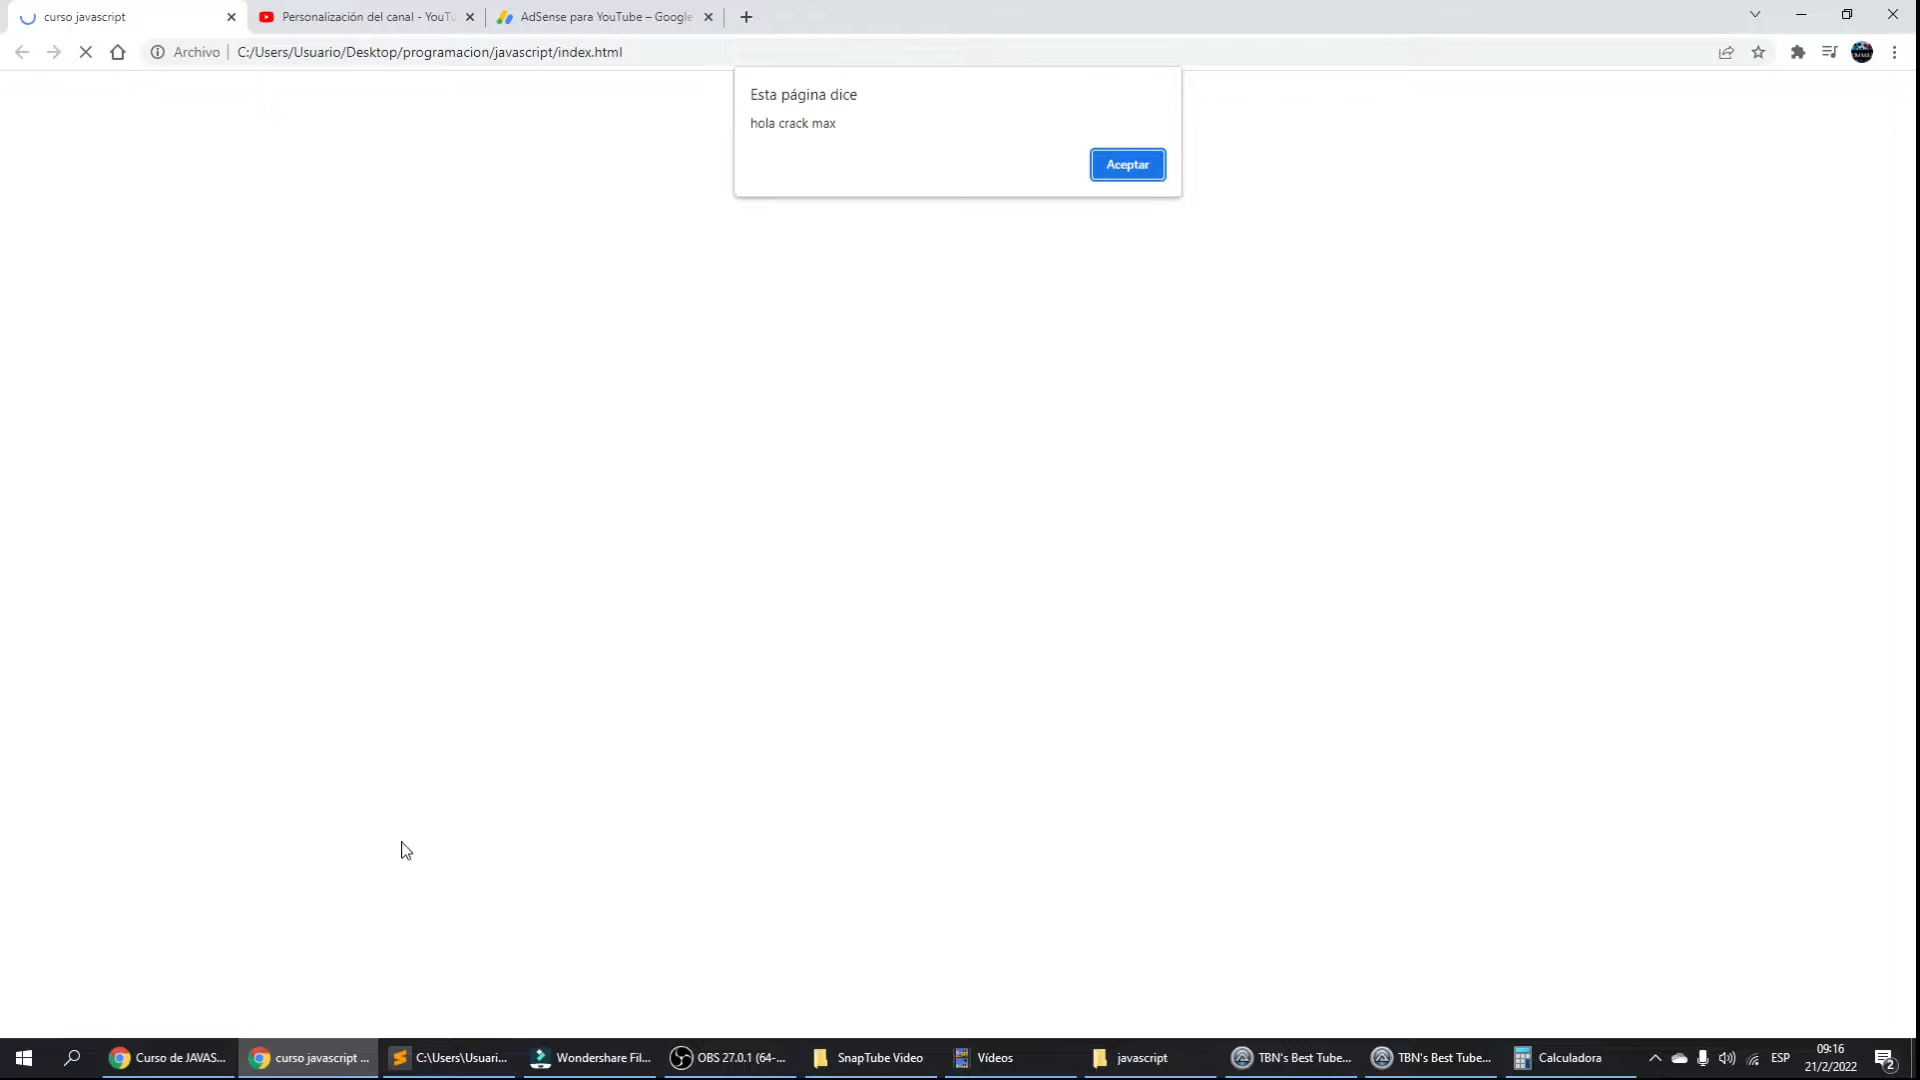 curso javascript
Personalización del canal - YouTu
AdSense para YouTube – Google
Archivo | C:/Users/Usuario/Desktop/programacion/javascript/index.html
Esta página dice
hola crack max
Aceptar
Curso de JAVAS...
curso javascript ...
C:\Users\Usuari...
Wondershare Fil...
OBS 27.0.1 (64-...
SnapTube Video
Vídeos
javascript
TBN's Best Tube...
TBN's Best Tube...
Calculadora
ESP
09:16
21/2/2022
2